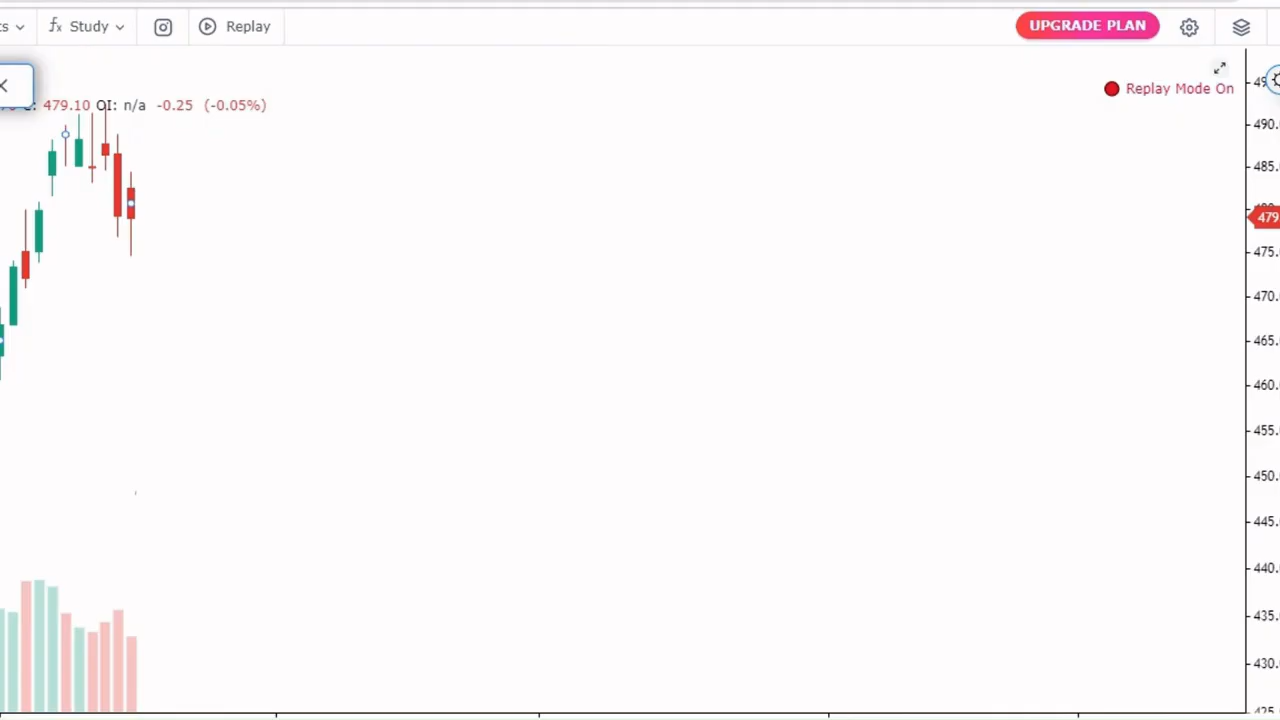 Study
Replay
UPGRADE PLAN
479.10 OI: n/a -0.25 (-0.05%)
Replay Mode On
490.
485.
479
475.
470.
465.
460.
455.
450.
445.
440.
435.
430.
425